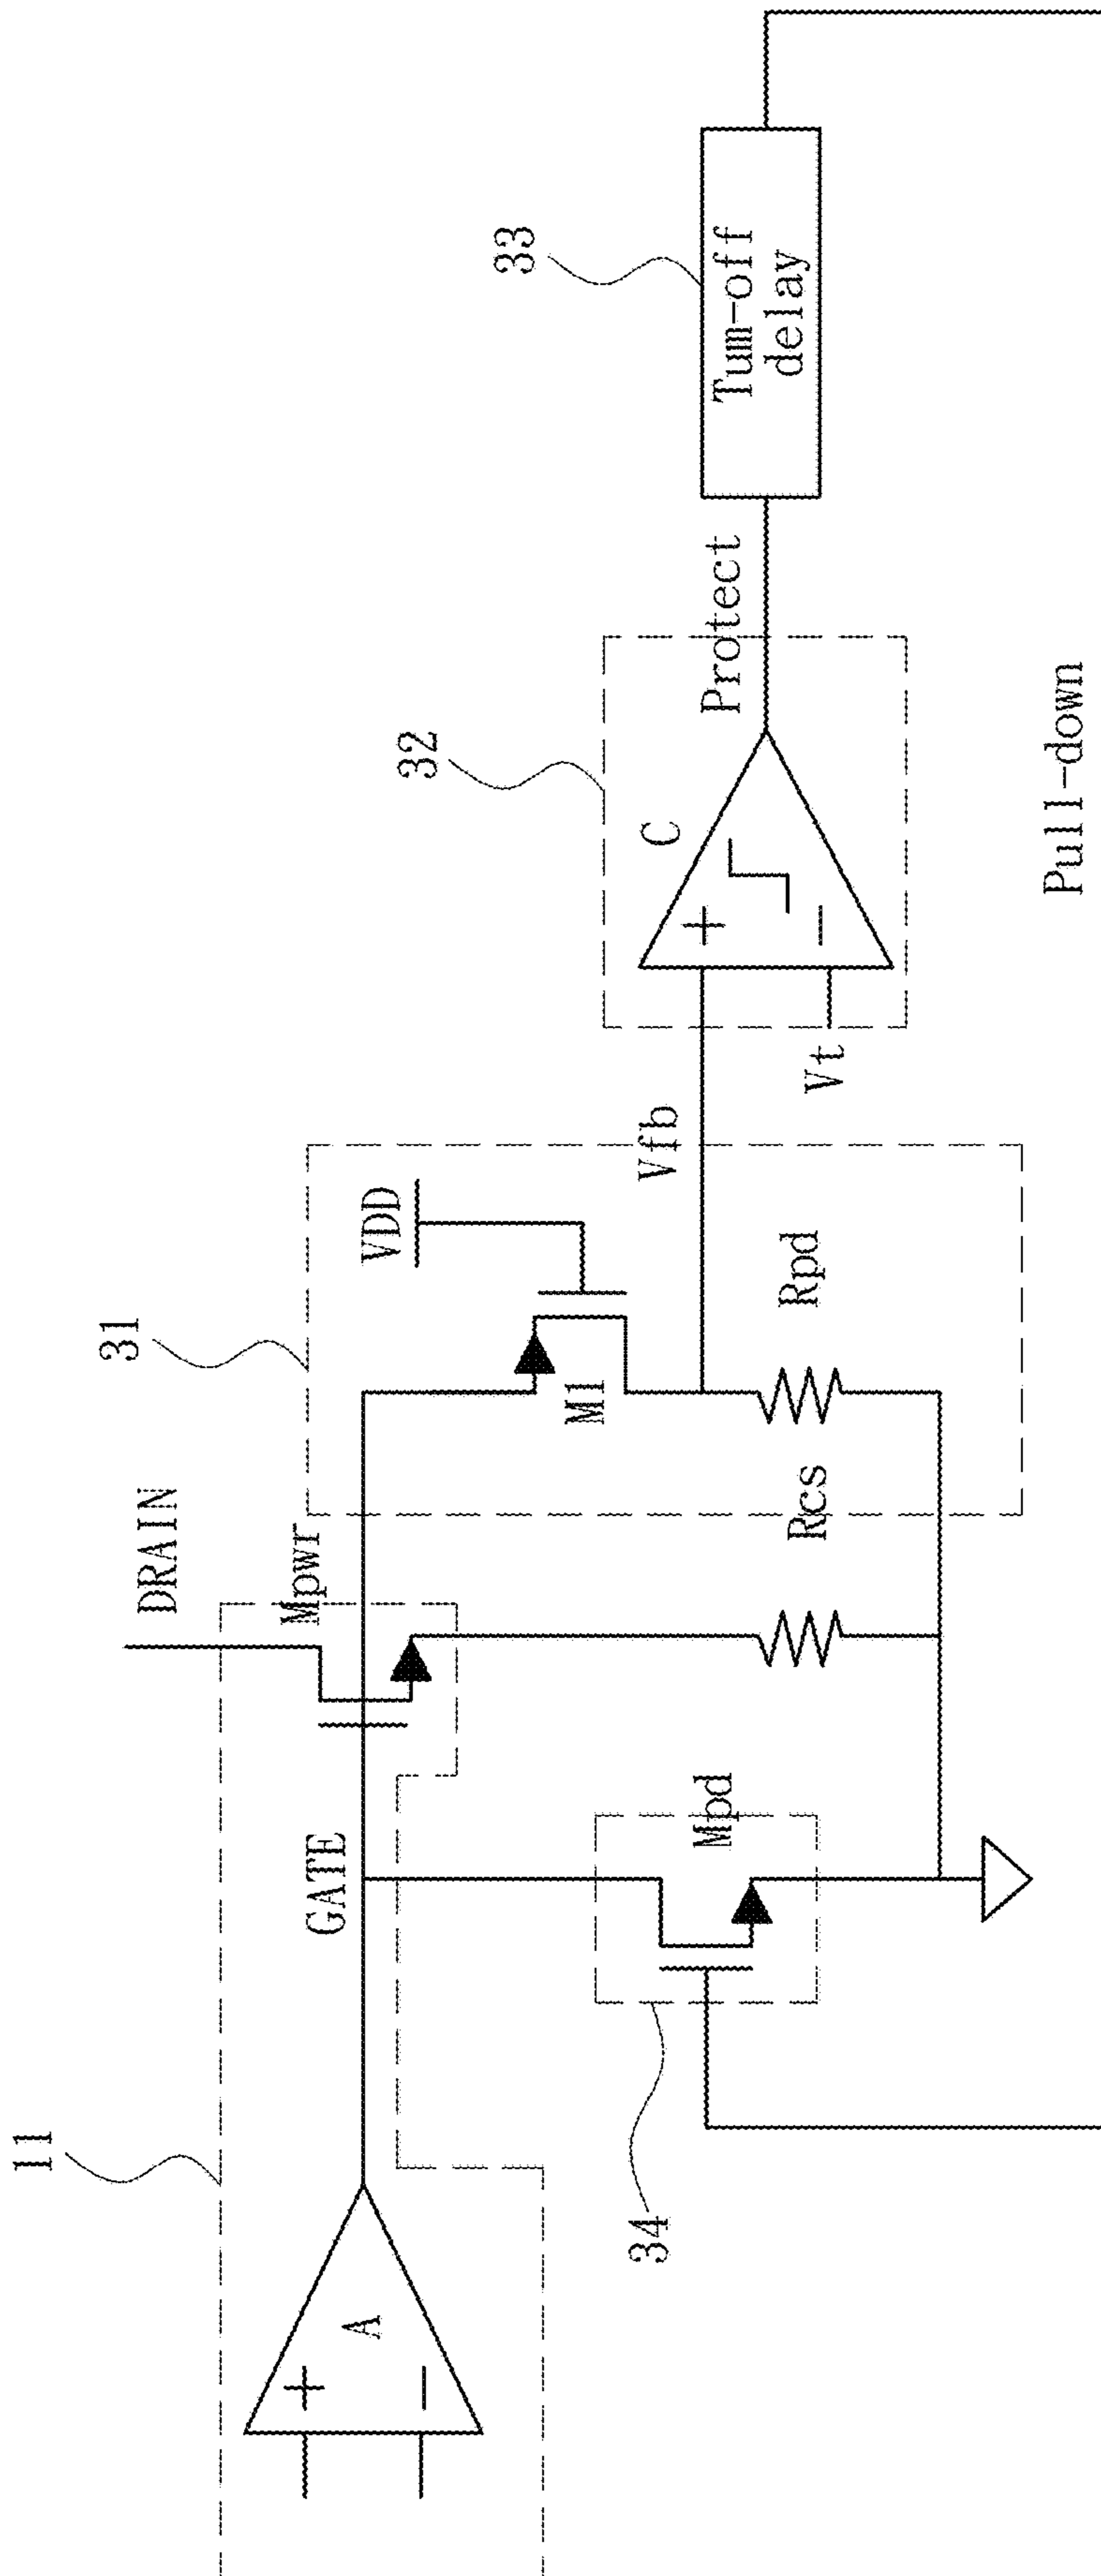 11
A
+
−
GATE
DRAIN
Mpwr
34
Mpd
Rcs
31
VDD
M1
Rpd
Vfb
Vt
32
C
+
−
Protect
33
Tum-off
delay
Pull-down